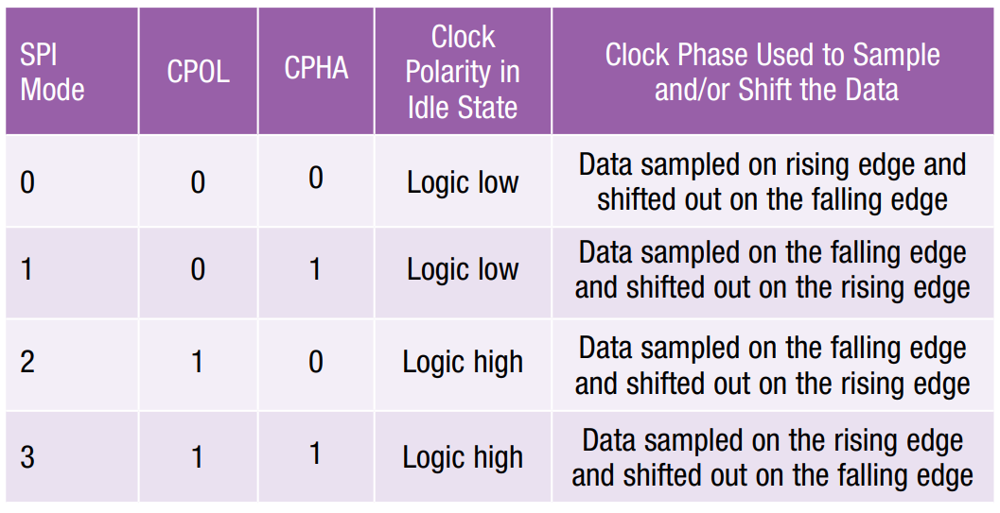 SPI
Mode
CPOL
CPHA
Clock
Polarity in
Idle State
Clock Phase Used to Sample
and/or Shift the Data
0
0
0
Logic low
Data sampled on rising edge and
shifted out on the falling edge
1
0
1
Logic low
Data sampled on the falling edge
and shifted out on the rising edge
2
1
0
Logic high
Data sampled on the falling edge
and shifted out on the rising edge
3
1
1
Logic high
Data sampled on the rising edge
and shifted out on the falling edge